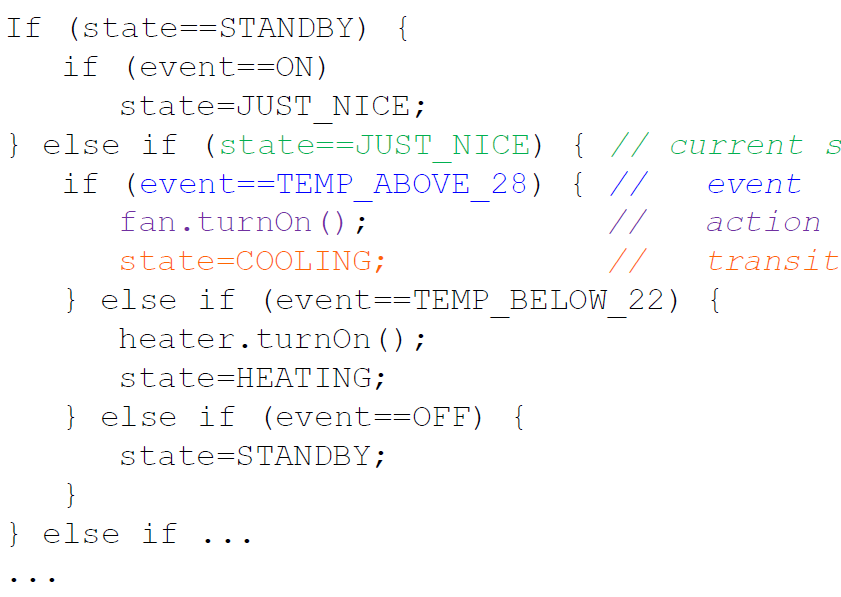 If (state==STANDBY) {
   if (event==ON)
      state=JUST_NICE;
} else if (state==JUST_NICE) { // current s
   if (event==TEMP_ABOVE_28) { //   event
      fan.turnOn();            //   action
      state=COOLING;           //   transit
   } else if (event==TEMP_BELOW_22) {
      heater.turnOn();
      state=HEATING;
   } else if (event==OFF) {
      state=STANDBY;
   }
} else if ...
...